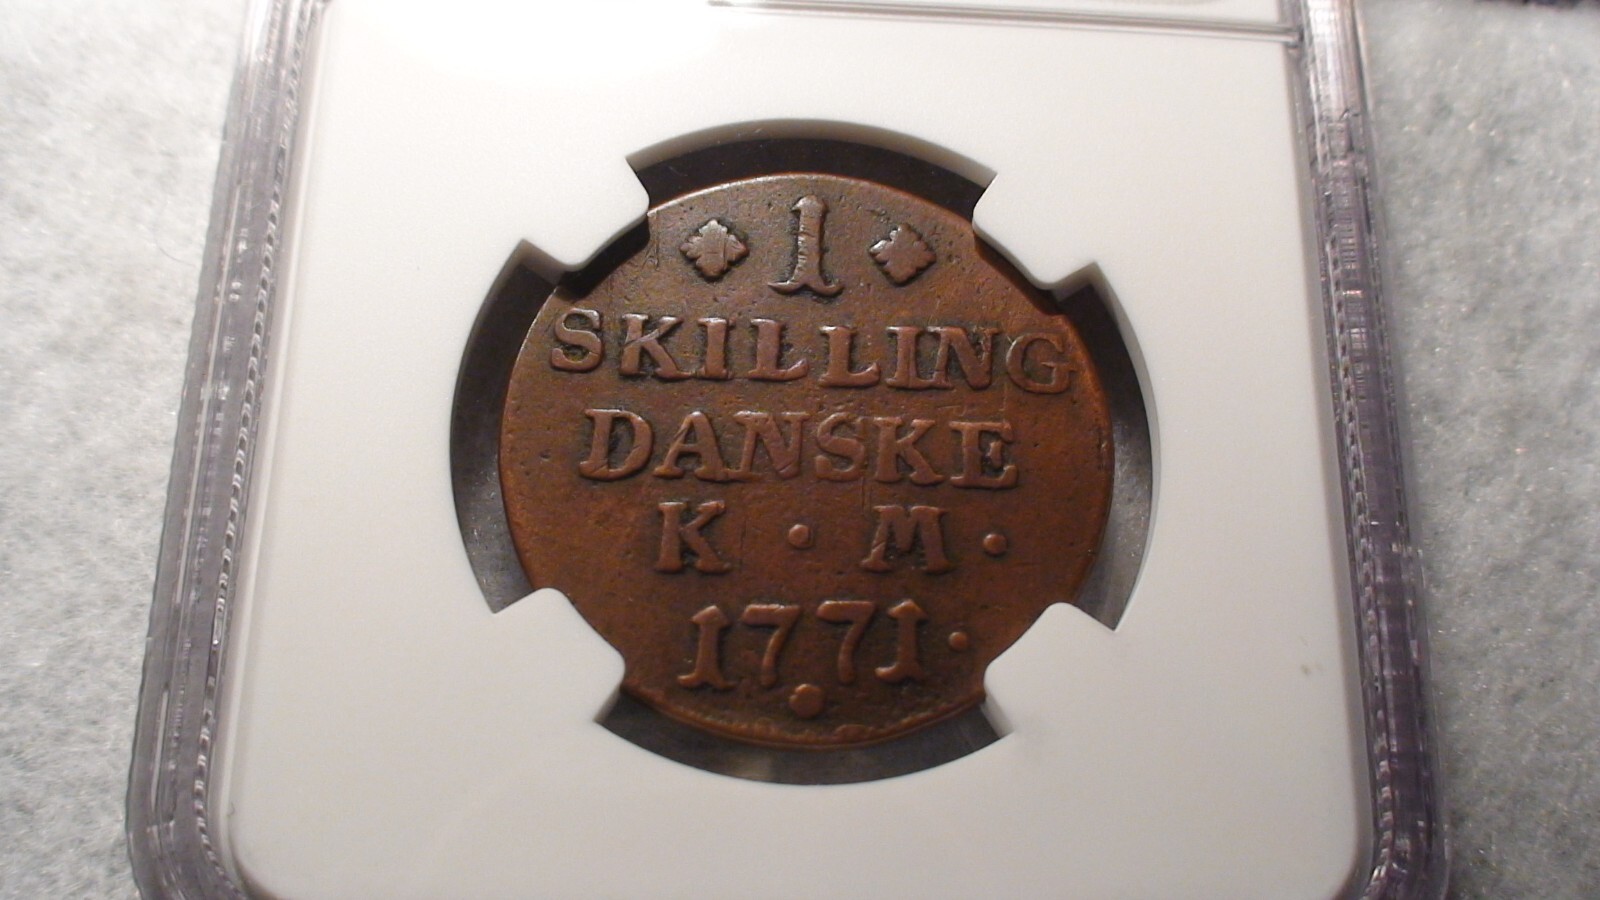 1
SKILLING
DANSKE
K · M ·
1771 ·